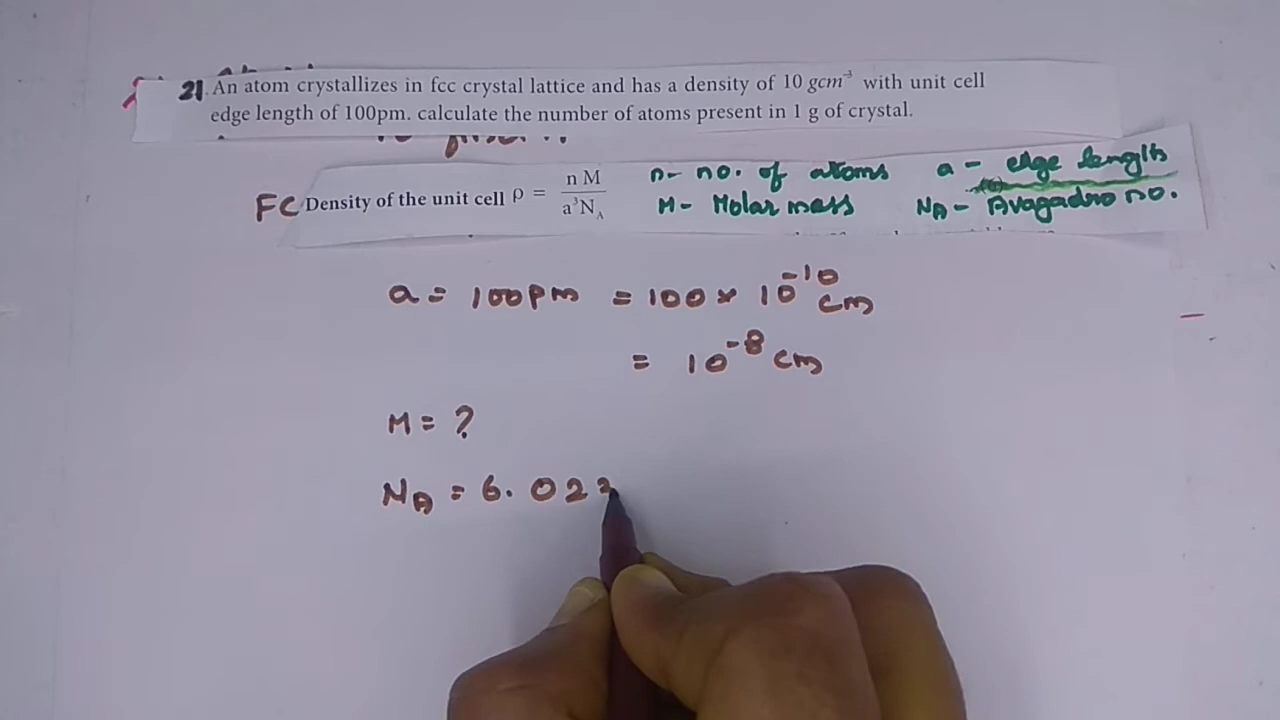 21. An atom crystallizes in fcc crystal lattice and has a density of 10 gcm⁻³ with unit cell
edge length of 100pm. calculate the number of atoms present in 1 g of crystal.
FC Density of the unit cell ρ = n M / a³ N_A
n - no. of atoms a - edge length
M - Molar mass N_A - Avagadro no.
a = 100pm = 100 × 10⁻¹⁰ cm
= 10⁻⁸ cm
M = ?
N_A = 6.022